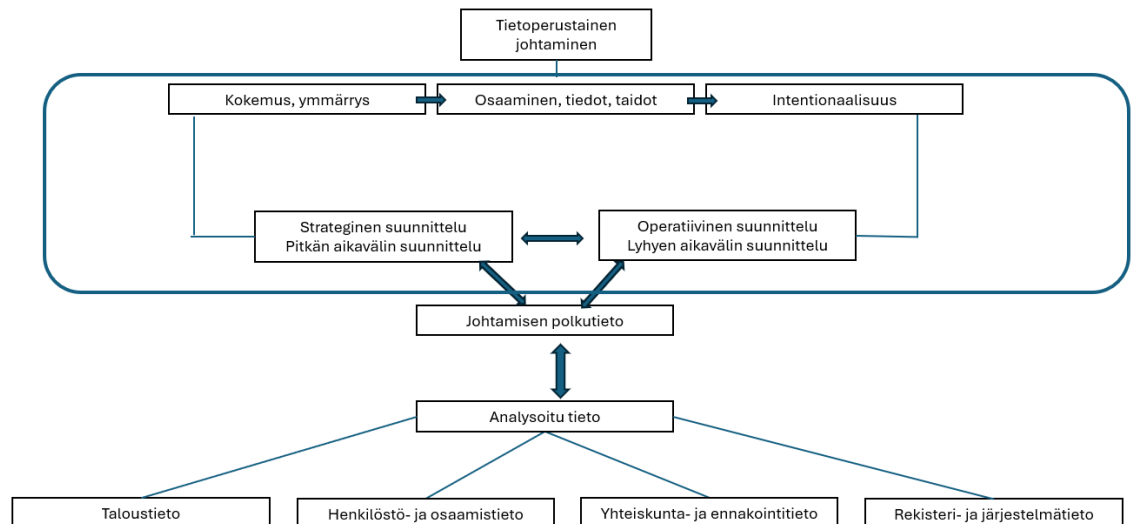 Tietoperustainen
johtaminen
Kokemus, ymmärrys
Osaaminen, tiedot, taidot
Intentionaalisuus
Strateginen suunnittelu
Pitkän aikavälin suunnittelu
Operatiivinen suunnittelu
Lyhyen aikavälin suunnittelu
Johtamisen polkutieto
Analysoitu tieto
Taloustieto
Henkilöstö- ja osaamistieto
Yhteiskunta- ja ennakointitieto
Rekisteri- ja järjestelmätieto